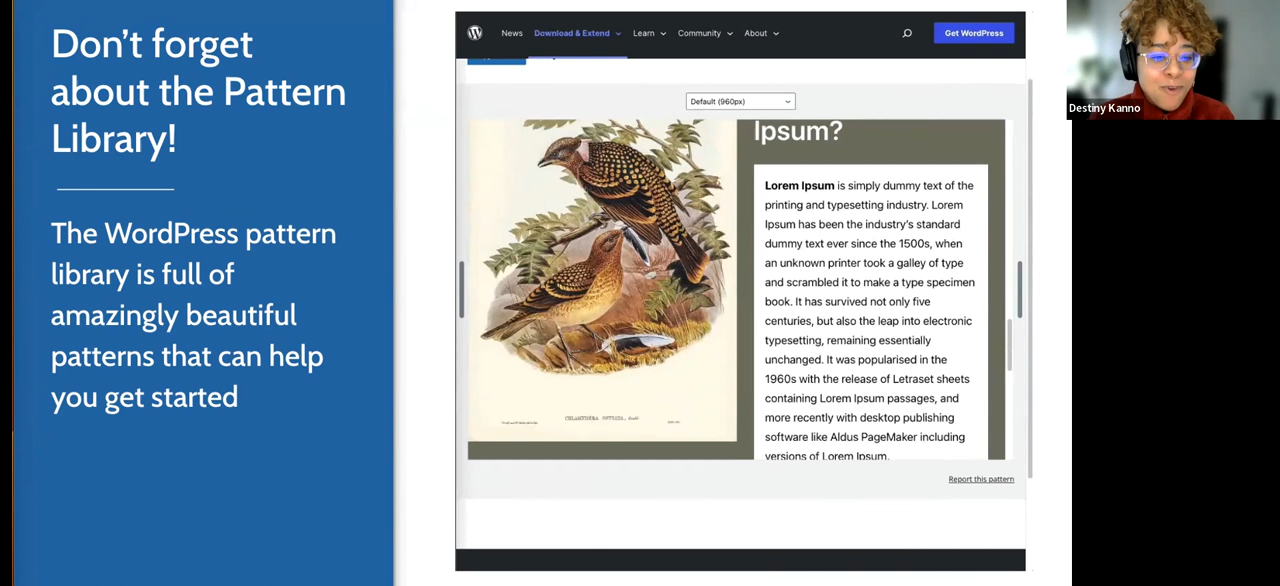 Don't forget
about the Pattern
Library!
The WordPress pattern
library is full of
amazingly beautiful
patterns that can help
you get started
News Download & Extend Learn Community About Get WordPress
Default (960px)
Ipsum?
Lorem Ipsum is simply dummy text of the
printing and typesetting industry. Lorem
Ipsum has been the industry's standard
dummy text ever since the 1500s, when
an unknown printer took a galley of type
and scrambled it to make a type specimen
book. It has survived not only five
centuries, but also the leap into electronic
typesetting, remaining essentially
unchanged. It was popularised in the
1960s with the release of Letraset sheets
containing Lorem Ipsum passages, and
more recently with desktop publishing
software like Aldus PageMaker including
versions of Lorem Ipsum.
Report this pattern
Destiny Kanno